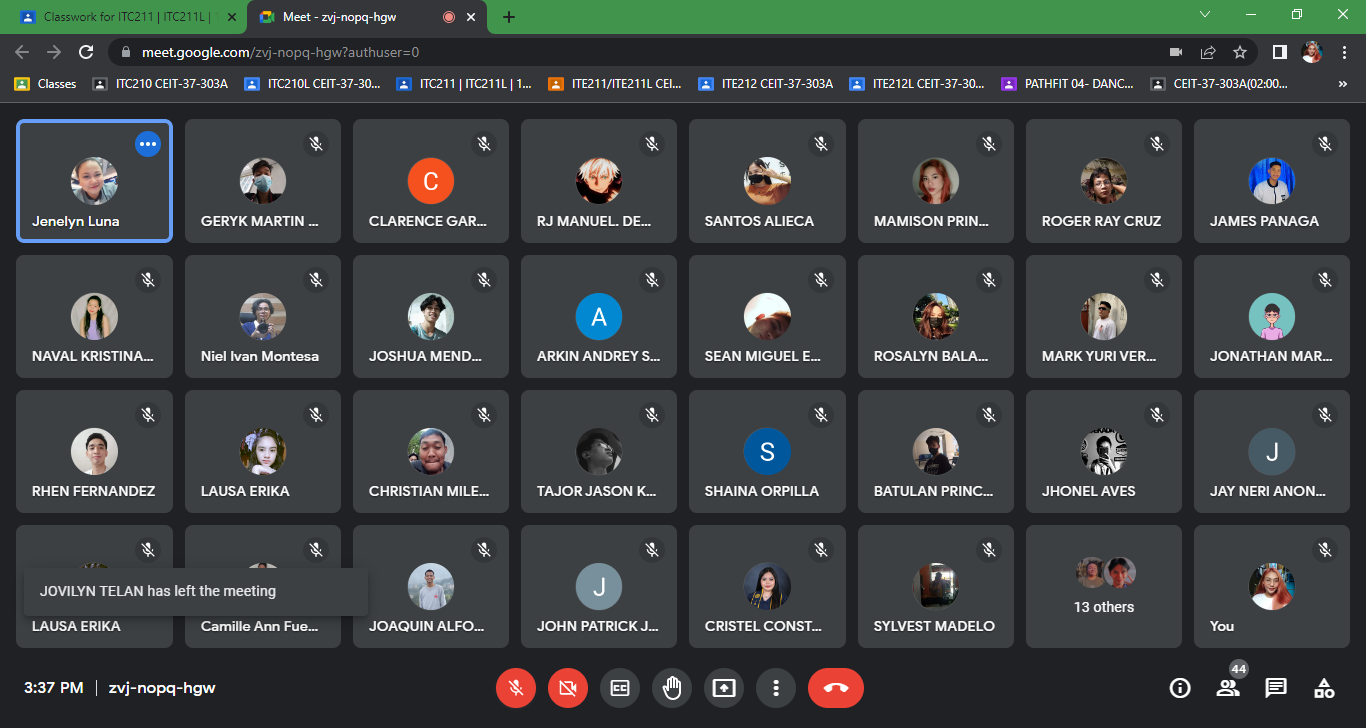 Classwork for ITC211 | ITC211L |
Meet - zvj-nopq-hgw
meet.google.com/zvj-nopq-hgw?authuser=0
Classes
ITC210 CEIT-37-303A
ITC210L CEIT-37-30...
ITC211 | ITC211L | 1...
ITE211/ITE211L CEI...
ITE212 CEIT-37-303A
ITE212L CEIT-37-30...
PATHFIT 04- DANC...
CEIT-37-303A(02:00...
»
Jenelyn Luna
GERYK MARTIN ...
C
CLARENCE GAR...
RJ MANUEL. DE...
SANTOS ALIECA
MAMISON PRIN...
ROGER RAY CRUZ
JAMES PANAGA
NAVAL KRISTINA...
Niel Ivan Montesa
JOSHUA MEND...
A
ARKIN ANDREY S...
SEAN MIGUEL E...
ROSALYN BALA...
MARK YURI VER...
JONATHAN MAR...
RHEN FERNANDEZ
LAUSA ERIKA
CHRISTIAN MILE...
TAJOR JASON K...
S
SHAINA ORPILLA
BATULAN PRINC...
JHONEL AVES
J
JAY NERI ANON...
JOVILYN TELAN has left the meeting
LAUSA ERIKA
Camille Ann Fue...
JOAQUIN ALFO...
J
JOHN PATRICK J...
CRISTEL CONST...
SYLVEST MADELO
13 others
You
3:37 PM | zvj-nopq-hgw
CC
44